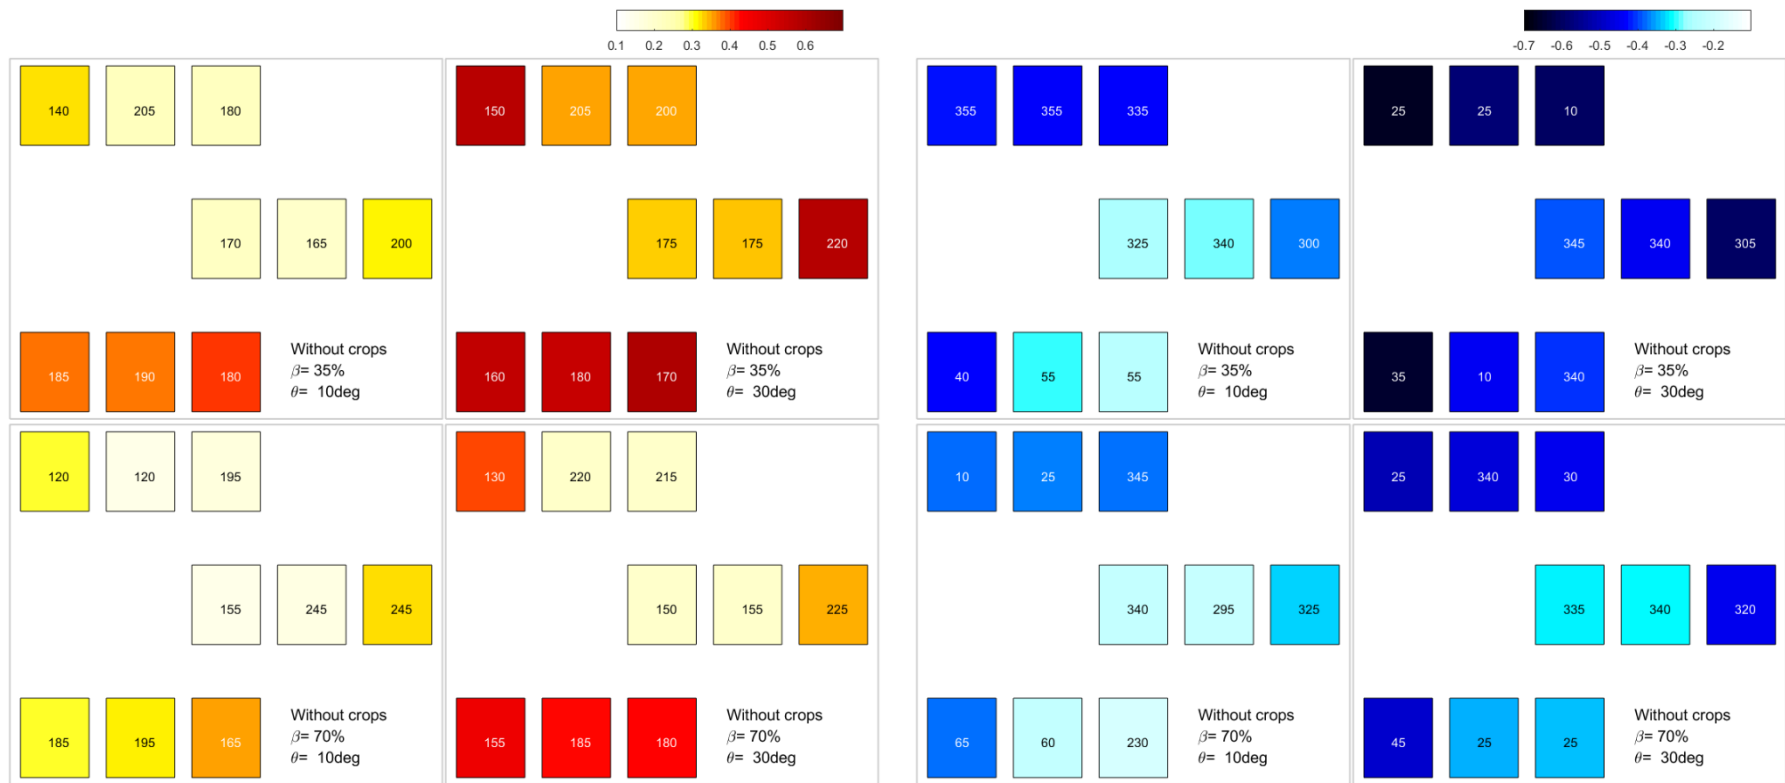 0.1 0.2 0.3 0.4 0.5 0.6
-0.7 -0.6 -0.5 -0.4 -0.3 -0.2
140 205 180
170 165 200
185 190 180
Without crops
β= 35%
θ= 10deg
150 205 200
175 175 220
160 180 170
Without crops
β= 35%
θ= 30deg
355 355 335
325 340 300
40 55 55
Without crops
β= 35%
θ= 10deg
25 25 10
345 340 305
35 10 340
Without crops
β= 35%
θ= 30deg
120 120 195
155 245 245
185 195 165
Without crops
β= 70%
θ= 10deg
130 220 215
150 155 225
155 185 180
Without crops
β= 70%
θ= 30deg
10 25 345
340 295 325
65 60 230
Without crops
β= 70%
θ= 10deg
25 340 30
335 340 320
45 25 25
Without crops
β= 70%
θ= 30deg